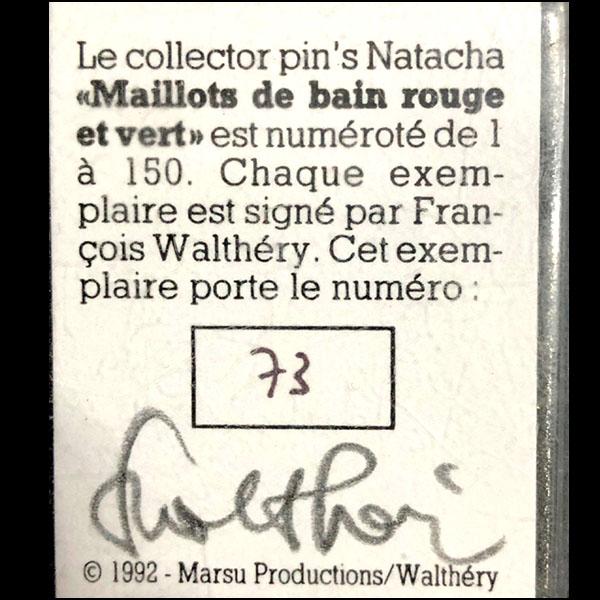 Le collector pin's Natacha
«Maillots de bain rouge
et vert» est numéroté de 1
à 150. Chaque exem-
plaire est signé par Fran-
çois Walthéry. Cet exem-
plaire porte le numéro :
73
Walthéry
© 1992 - Marsu Productions/Walthéry